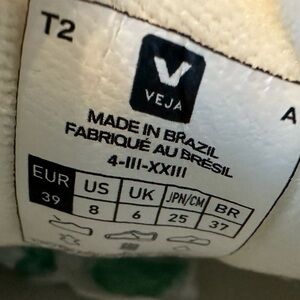 T2
V
VEJA
A
MADE IN BRAZIL
FABRIQUÉ AU BRÉSIL
4-III-XXIII
EUR US UK JPN/CM BR
39 8 6 25 37